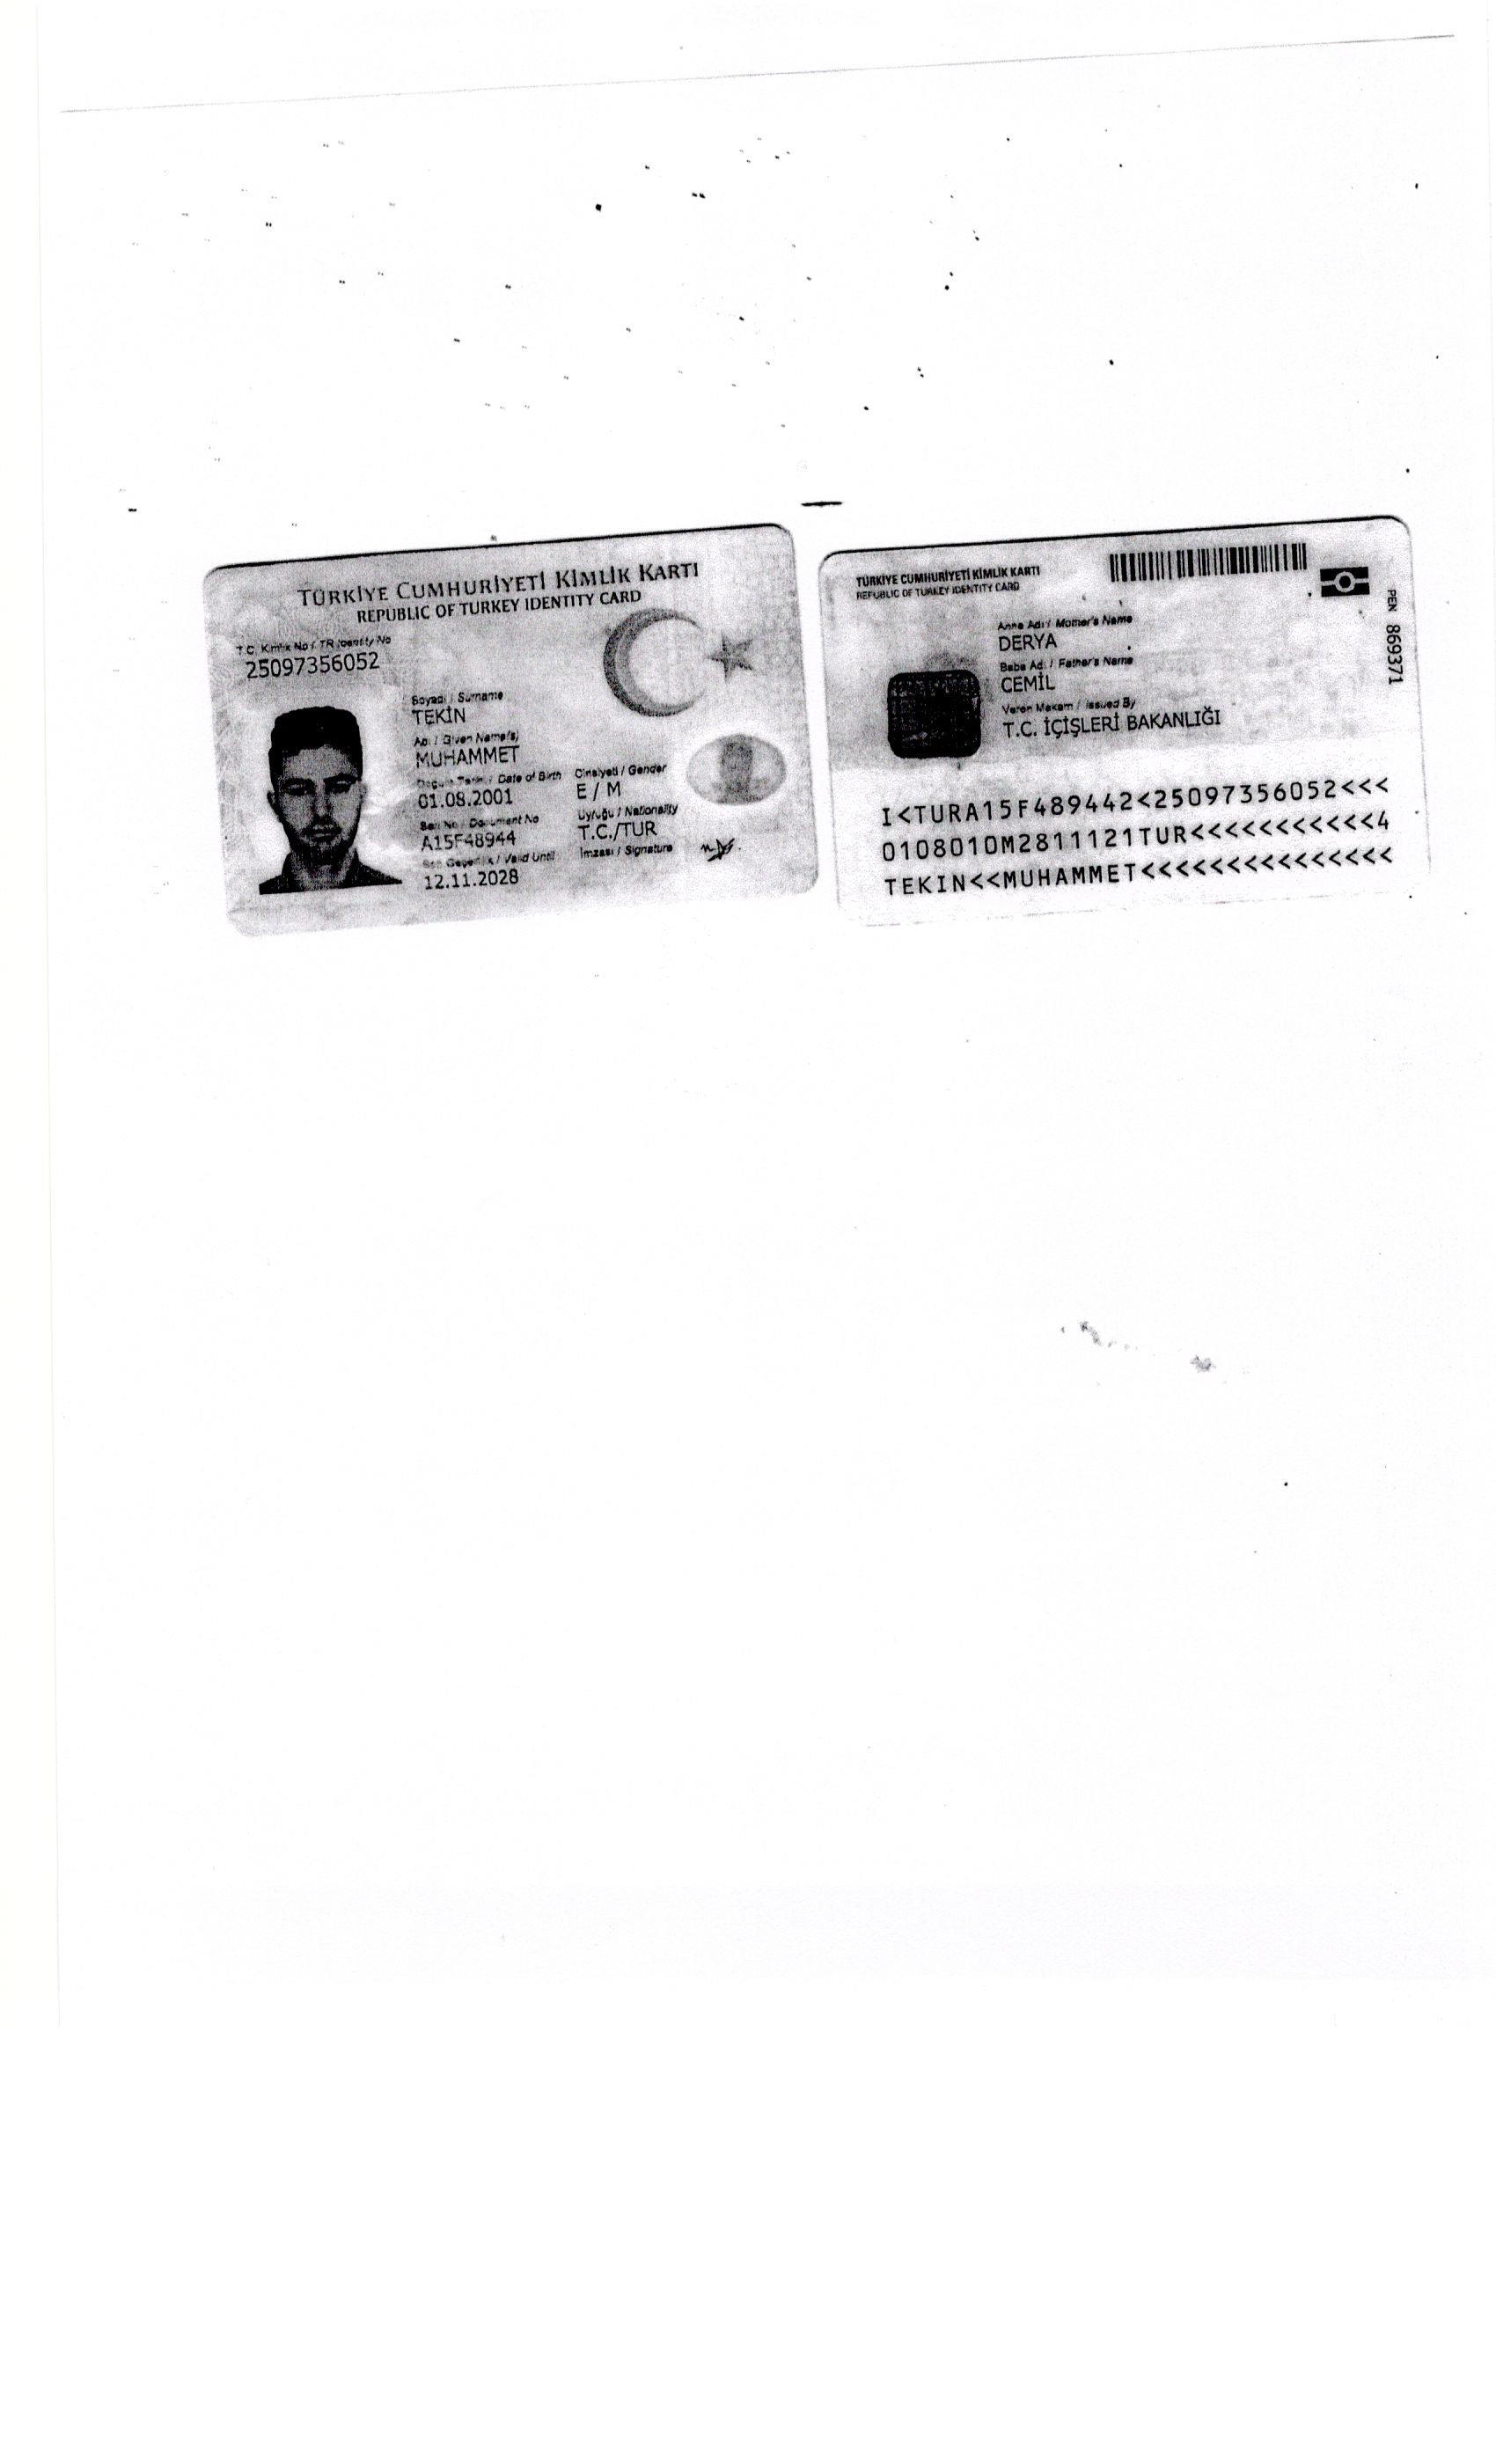 TÜRKİYE CUMHURİYETİ KİMLİK KARTI
REPUBLIC OF TURKEY IDENTITY CARD
T.C. Kimlik No / TR Identity No
25097356052
Soyadı / Surname
TEKİN
Adı / Given Name(s)
MUHAMMET
Doğum Tarihi / Date of Birth Cinsiyeti / Gender
01.08.2001 E / M
Seri No / Document No Uyruğu / Nationality
A15F48944 T.C./TUR
Son Geçerlilik / Valid Until İmzası / Signature
12.11.2028
TÜRKİYE CUMHURİYETİ KİMLİK KARTI
REPUBLIC OF TURKEY IDENTITY CARD
Anne Adı / Mother's Name
DERYA
Baba Adı / Father's Name
CEMİL
Veren Makam / Issued By
T.C. İÇİŞLERİ BAKANLIĞI
PEN 869371
I<TURA15F489442<25097356052<<<
0108010M2811121TUR<<<<<<<<<<<4
TEKIN<<MUHAMMET<<<<<<<<<<<<<<<